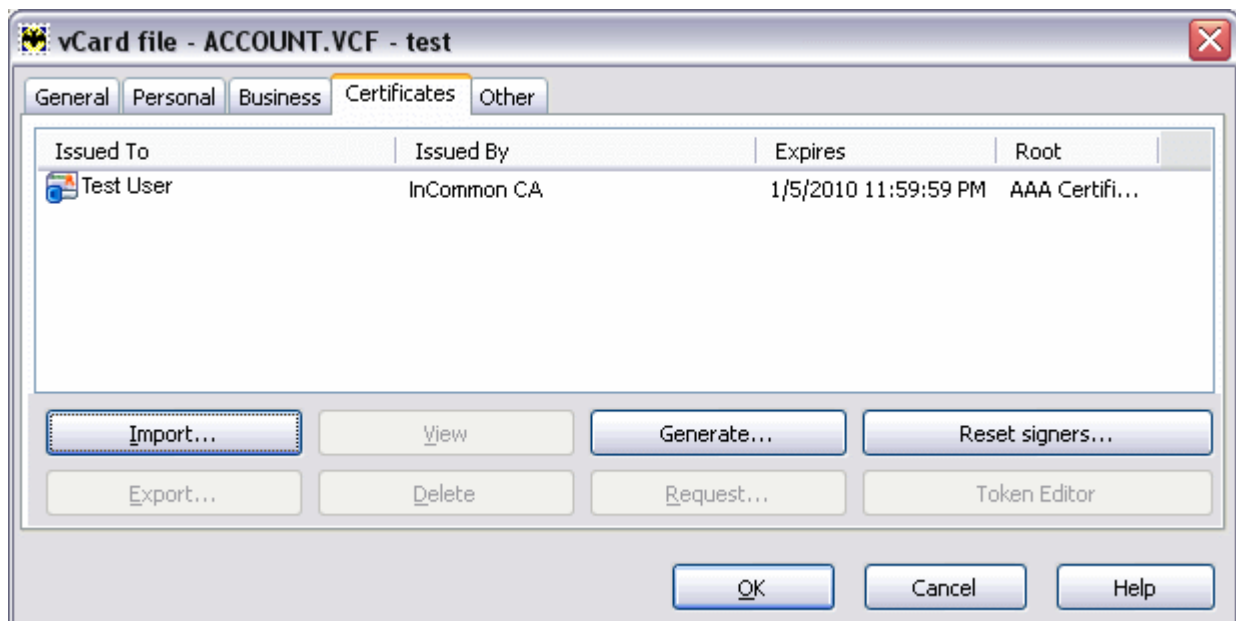 vCard file - ACCOUNT.VCF - test
General Personal Business Certificates Other
Issued To Issued By Expires Root
Test User InCommon CA 1/5/2010 11:59:59 PM AAA Certifi...
Import... View Generate... Reset signers...
Export... Delete Request... Token Editor
OK Cancel Help